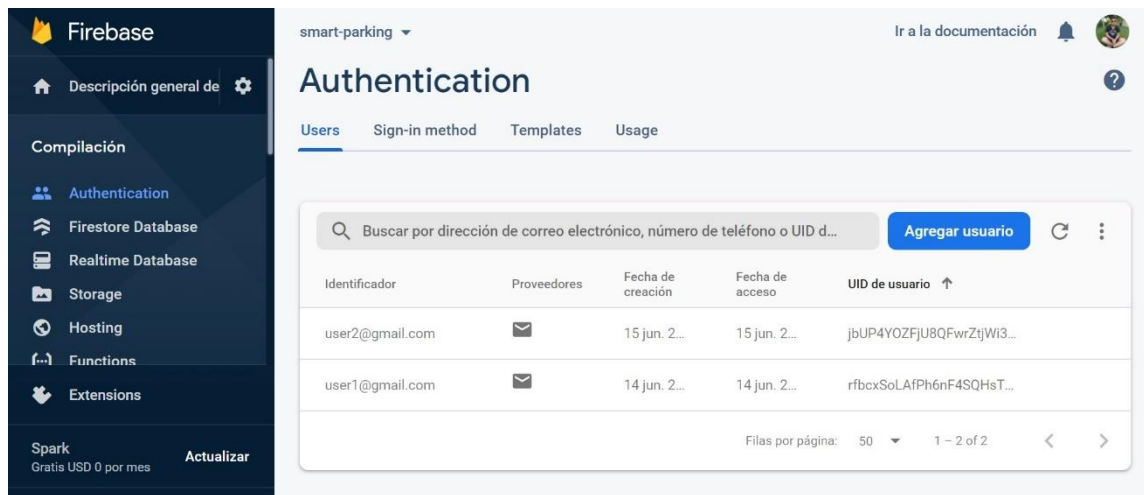 Firebase
Descripción general de
Compilación
Authentication
Firestore Database
Realtime Database
Storage
Hosting
Functions
Extensions
Spark
Gratis USD 0 por mes
Actualizar
smart-parking
Ir a la documentación
Authentication
Users Sign-in method Templates Usage
Buscar por dirección de correo electrónico, número de teléfono o UID d...
Agregar usuario
Identificador Proveedores Fecha de creación Fecha de acceso UID de usuario
user2@gmail.com 15 jun. 2... 15 jun. 2... jbUP4YOZFjU8QFwrZtjWi3...
user1@gmail.com 14 jun. 2... 14 jun. 2... rfbcxSoLAfPh6nF4SQHsT...
Filas por página: 50 1 – 2 of 2